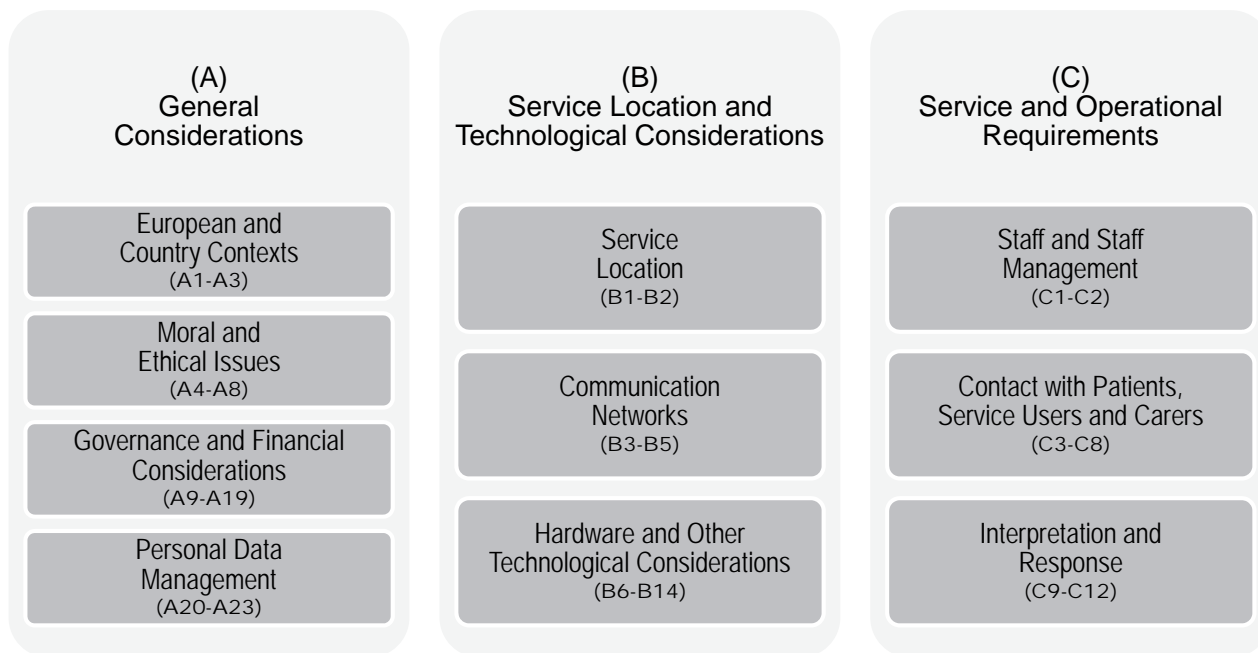 (A)
General
Considerations
European and
Country Contexts
(A1-A3)
Moral and
Ethical Issues
(A4-A8)
Governance and Financial
Considerations
(A9-A19)
Personal Data
Management
(A20-A23)
(B)
Service Location and
Technological Considerations
Service
Location
(B1-B2)
Communication
Networks
(B3-B5)
Hardware and Other
Technological Considerations
(B6-B14)
(C)
Service and Operational
Requirements
Staff and Staff
Management
(C1-C2)
Contact with Patients,
Service Users and Carers
(C3-C8)
Interpretation and
Response
(C9-C12)